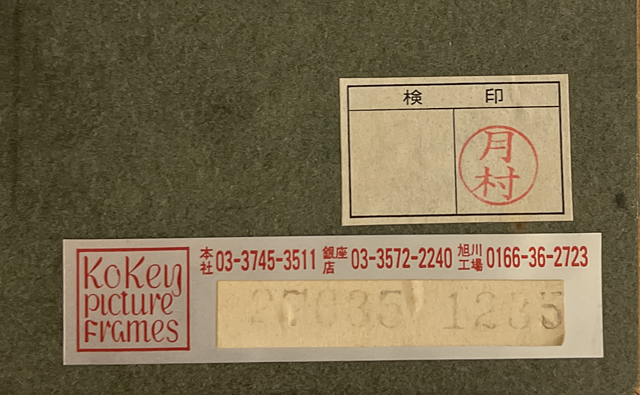 検 印
月村
KoKey picture frames
本社 03-3745-3511 銀座店 03-3572-2240 旭川工場 0166-36-2723